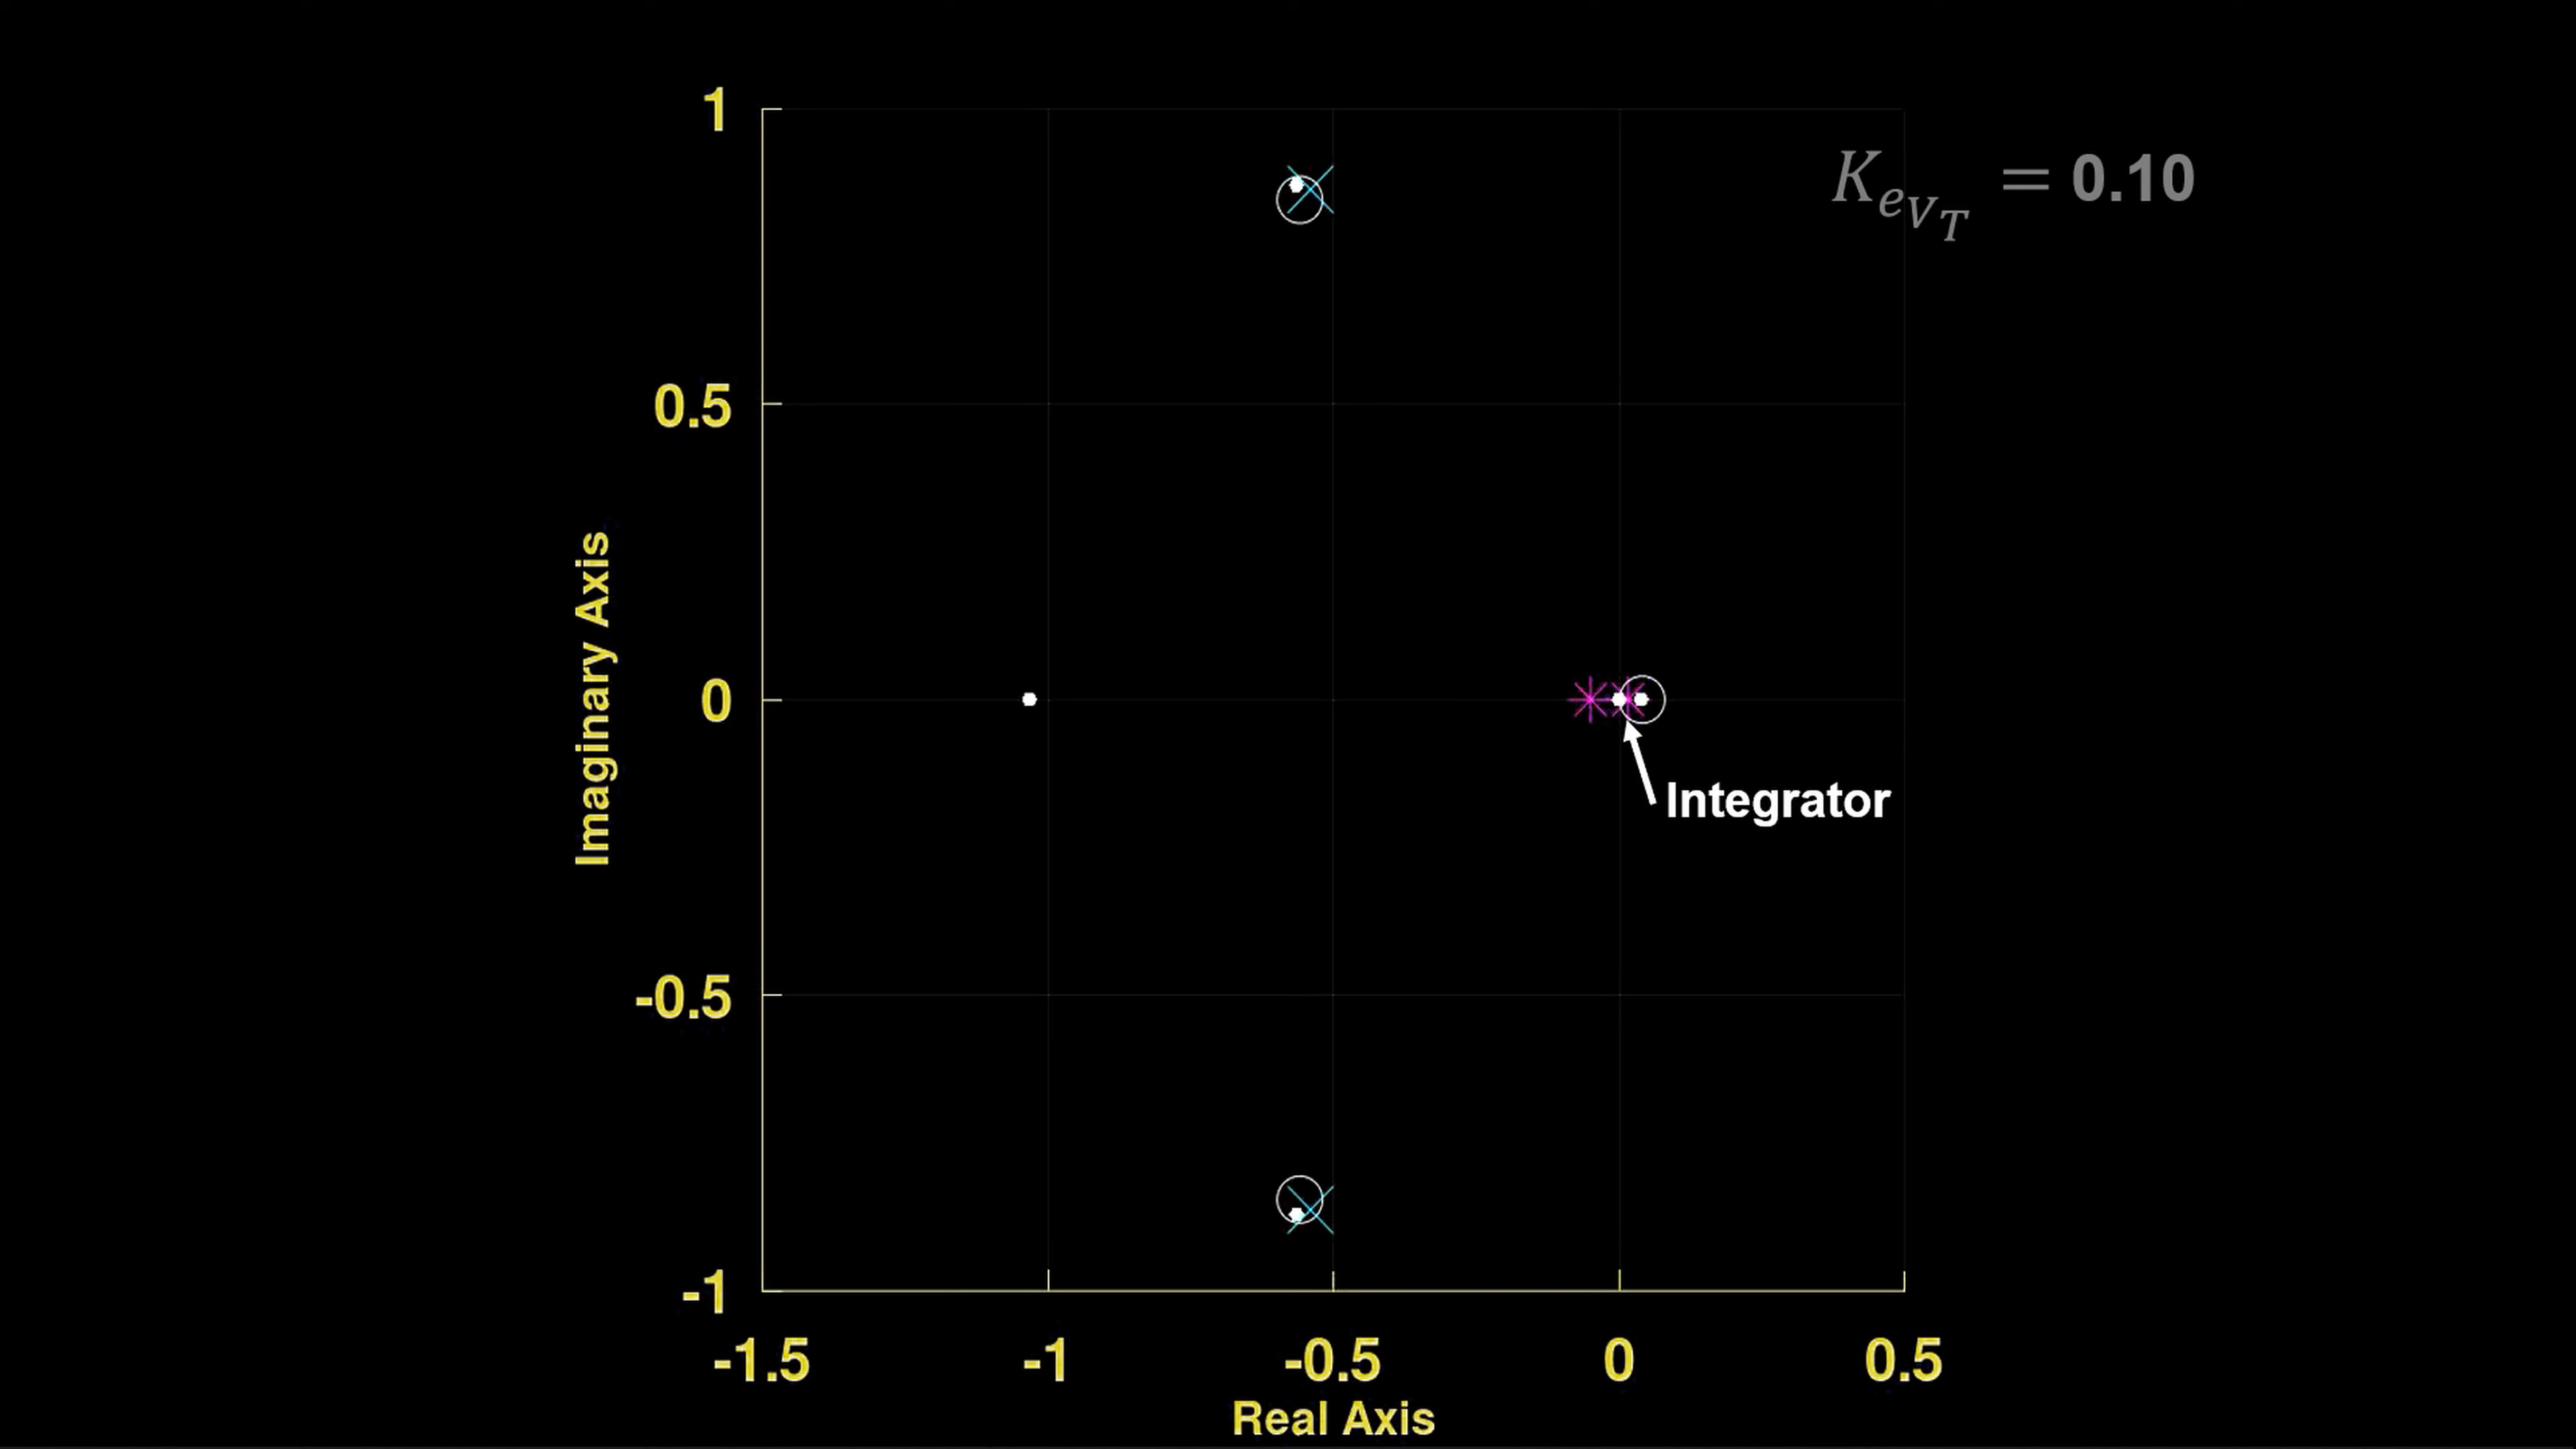 1
K_{e_{V_T}} = 0.10
0.5
Imaginary Axis
0
Integrator
-0.5
-1
-1.5 -1 -0.5 0 0.5
Real Axis